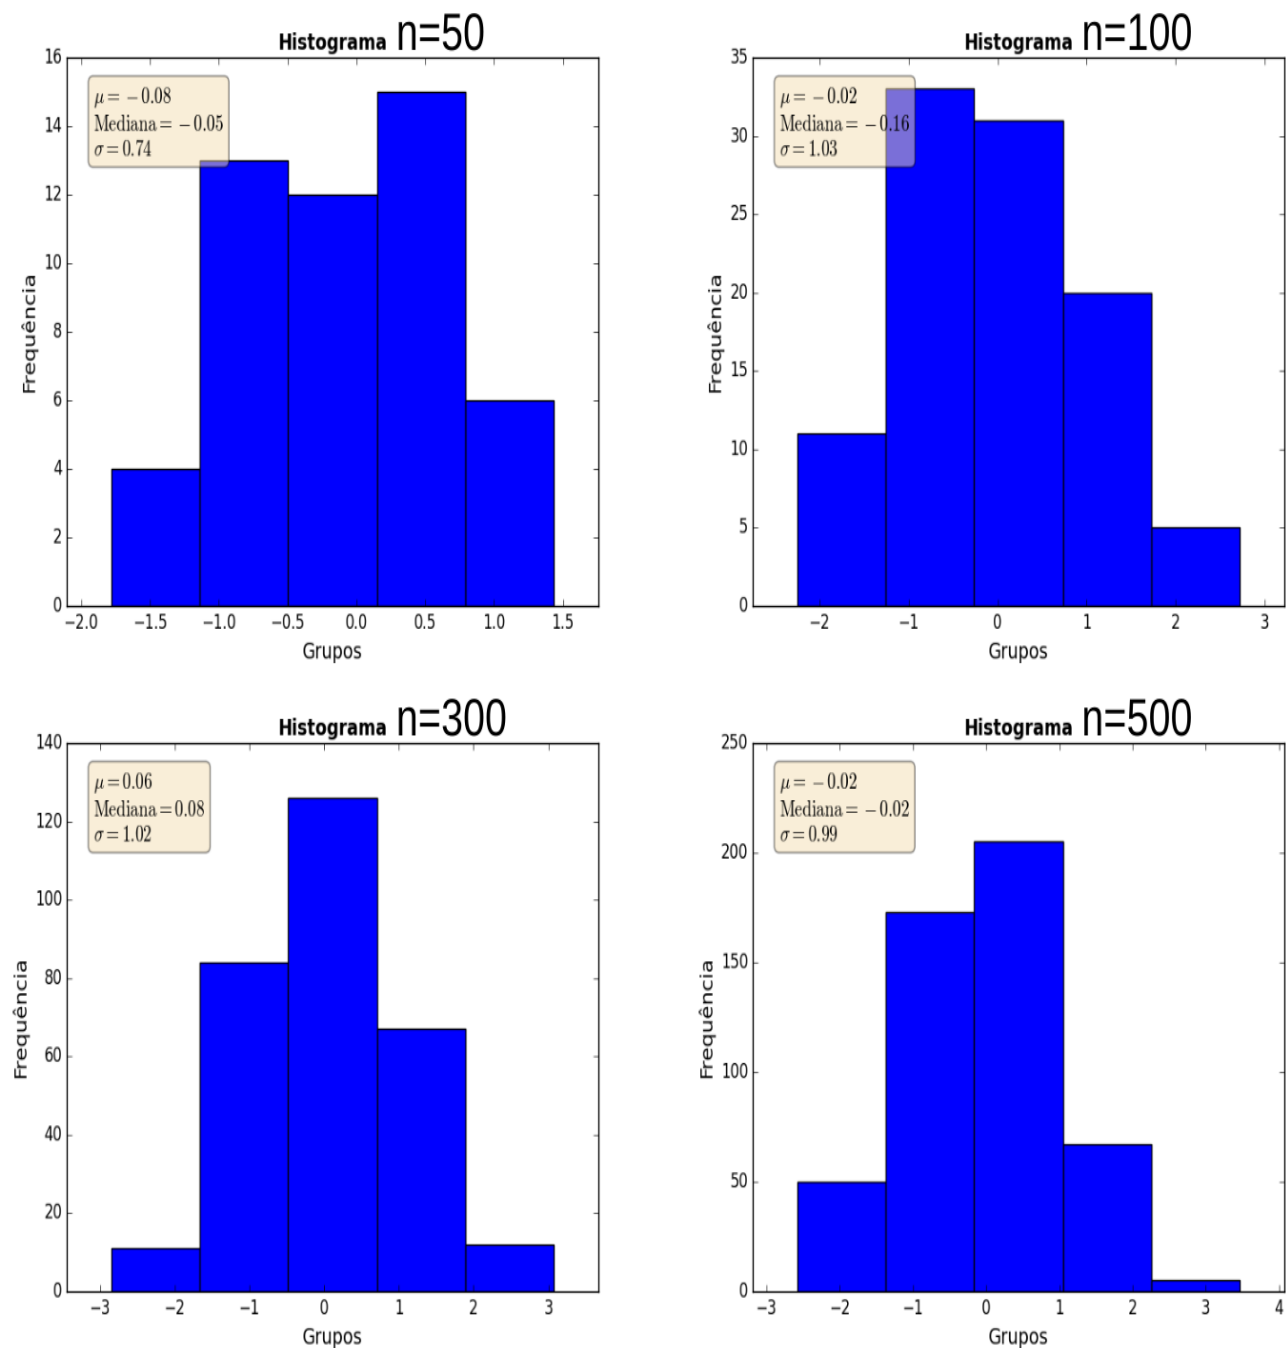 Histograma n=50
16
14
12
10
8
6
4
2
0
Frequência
μ = −0.08
Mediana = −0.05
σ = 0.74
−2.0 −1.5 −1.0 −0.5 0.0 0.5 1.0 1.5
Grupos
Histograma n=100
35
30
25
20
15
10
5
0
Frequência
μ = −0.02
Mediana = −0.16
σ = 1.03
−2 −1 0 1 2 3
Grupos
Histograma n=300
140
120
100
80
60
40
20
0
Frequência
μ = 0.06
Mediana = 0.08
σ = 1.02
−3 −2 −1 0 1 2 3
Grupos
Histograma n=500
250
200
150
100
50
0
Frequência
μ = −0.02
Mediana = −0.02
σ = 0.99
−3 −2 −1 0 1 2 3 4
Grupos